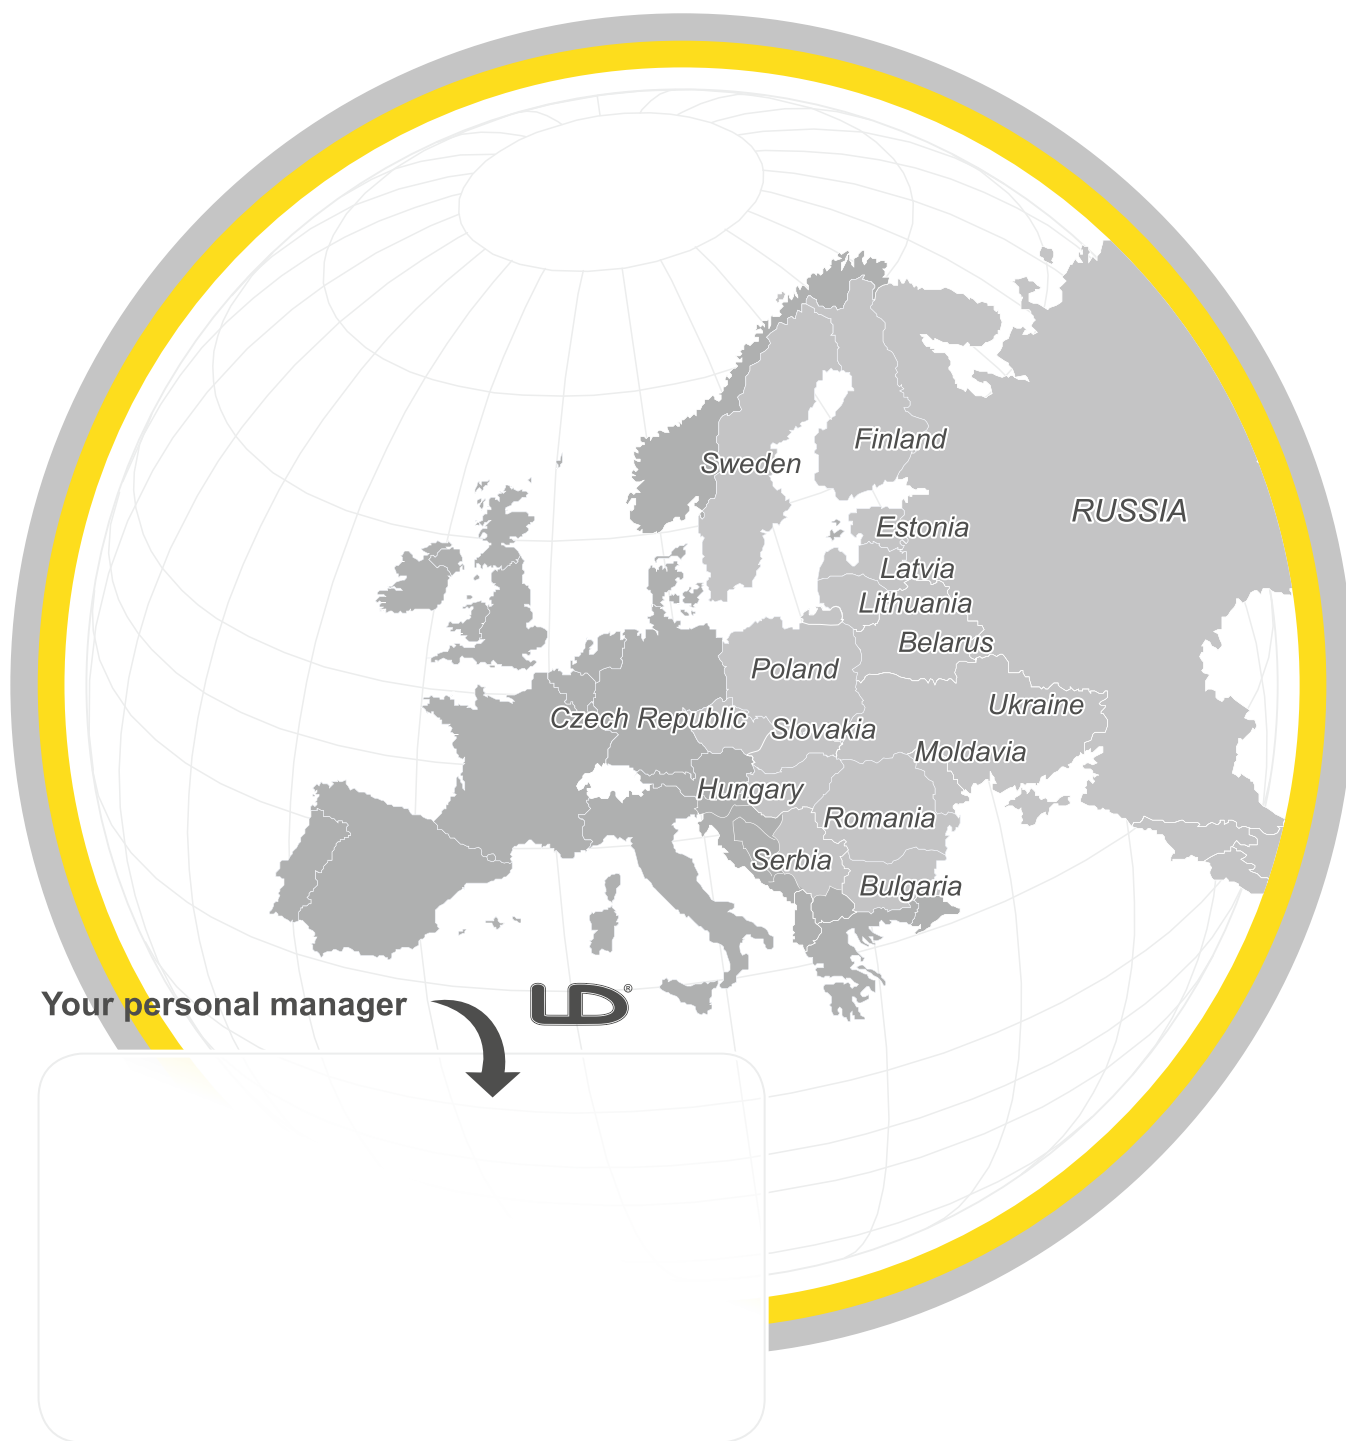 Finland
Sweden
RUSSIA
Estonia
Latvia
Lithuania
Belarus
Poland
Ukraine
Czech Republic
Slovakia
Moldavia
Hungary
Romania
Serbia
Bulgaria
Your personal manager
LD®